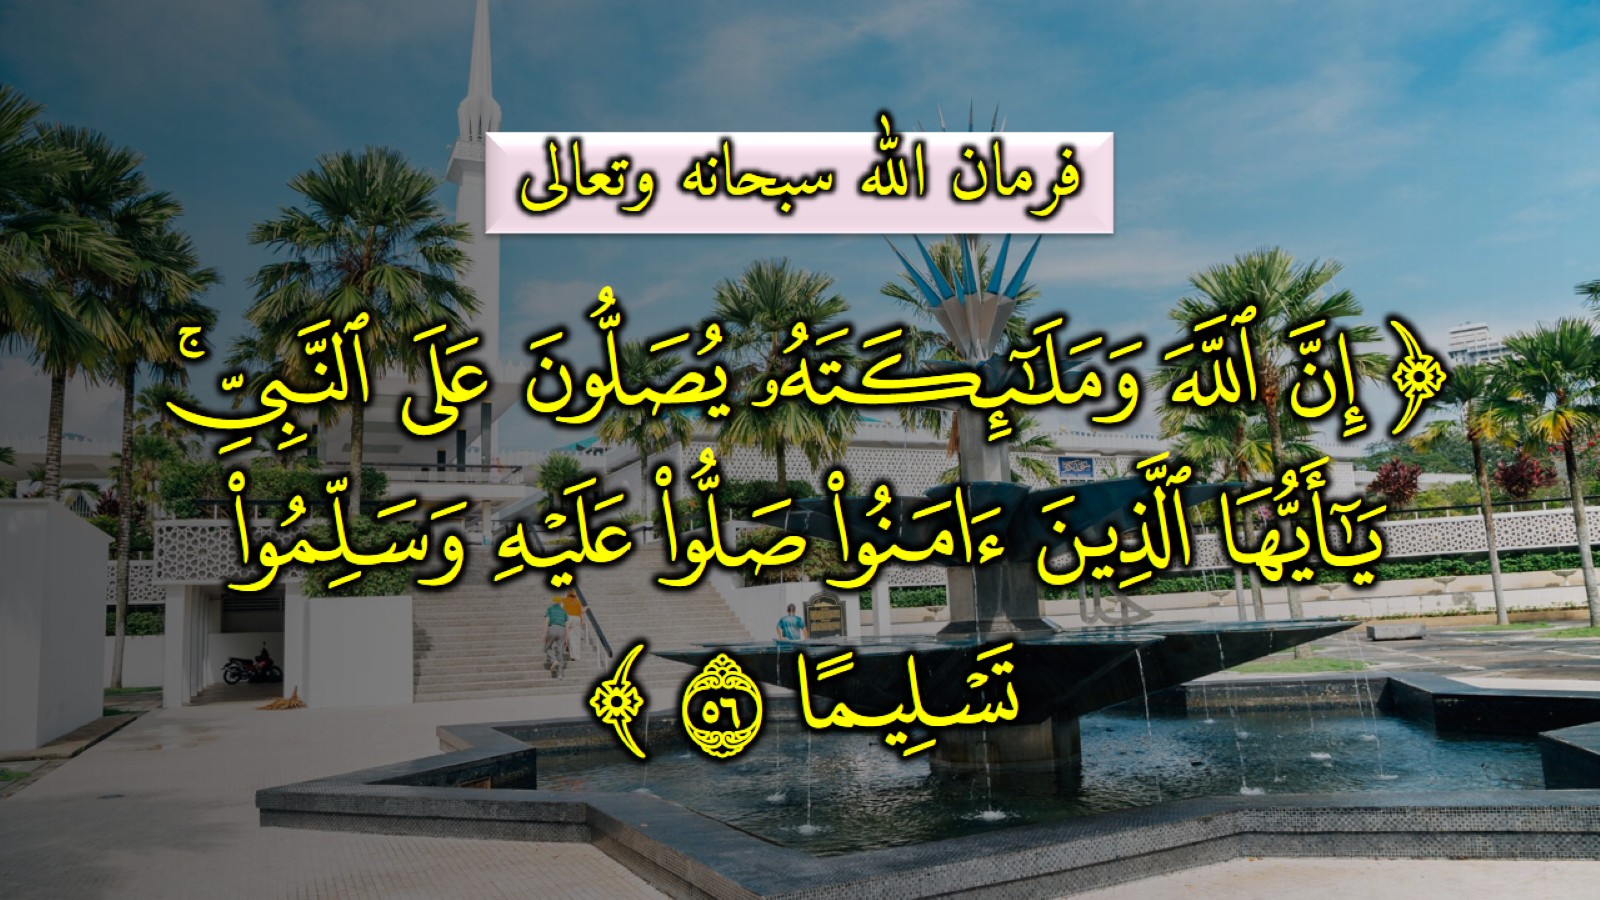 فرمان الله سبحانه وتعالى
﴿ إِنَّ ٱللَّهَ وَمَلَـٰٓئِكَتَهُۥ يُصَلُّونَ عَلَى ٱلنَّبِىِّ ۚ
يَـٰٓأَيُّهَا ٱلَّذِينَ ءَامَنُوا۟ صَلُّوا۟ عَلَيْهِ وَسَلِّمُوا۟
تَسْلِيمًا ۝٥٦ ﴾